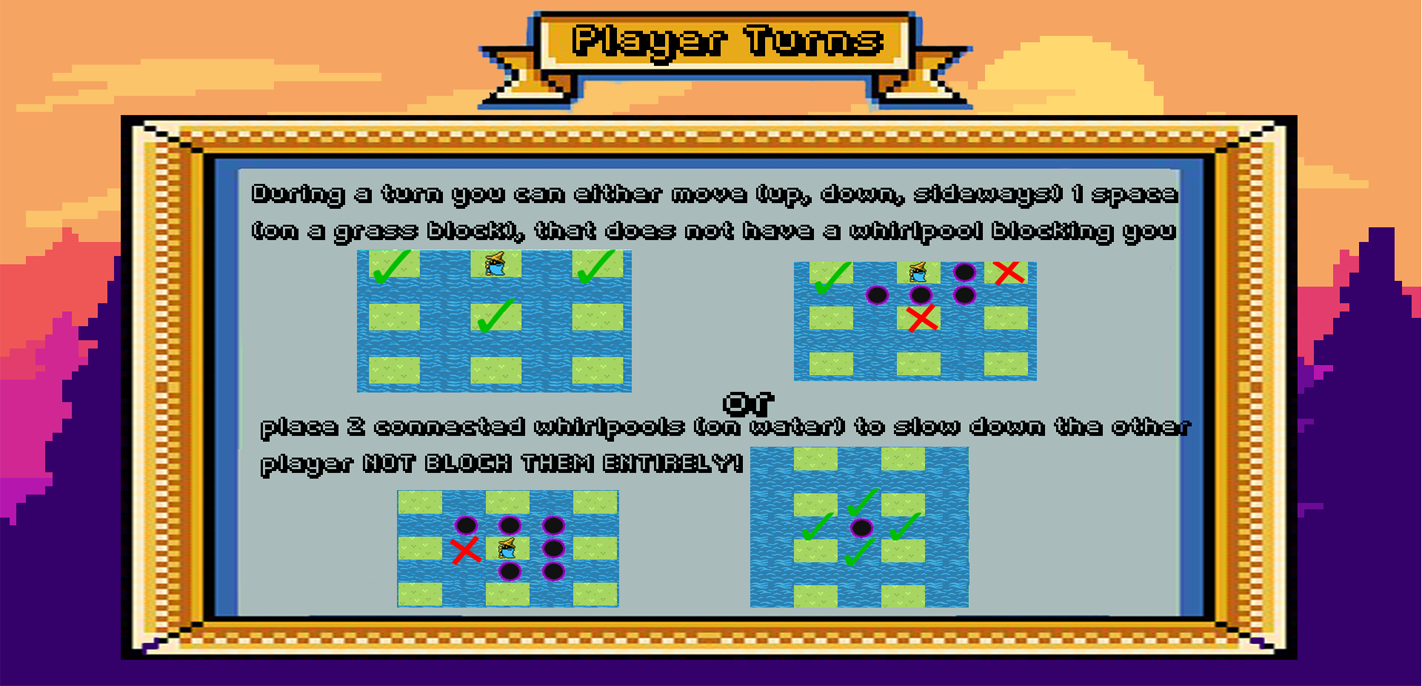 Player Turns
During a turn you can either move (up, down, sideways) 1 space
(on a grass block), that does not have a whirlpool blocking you
Or
place 2 connected whirlpools (on water) to slow down the other
player NOT BLOCK THEM ENTIRELY!